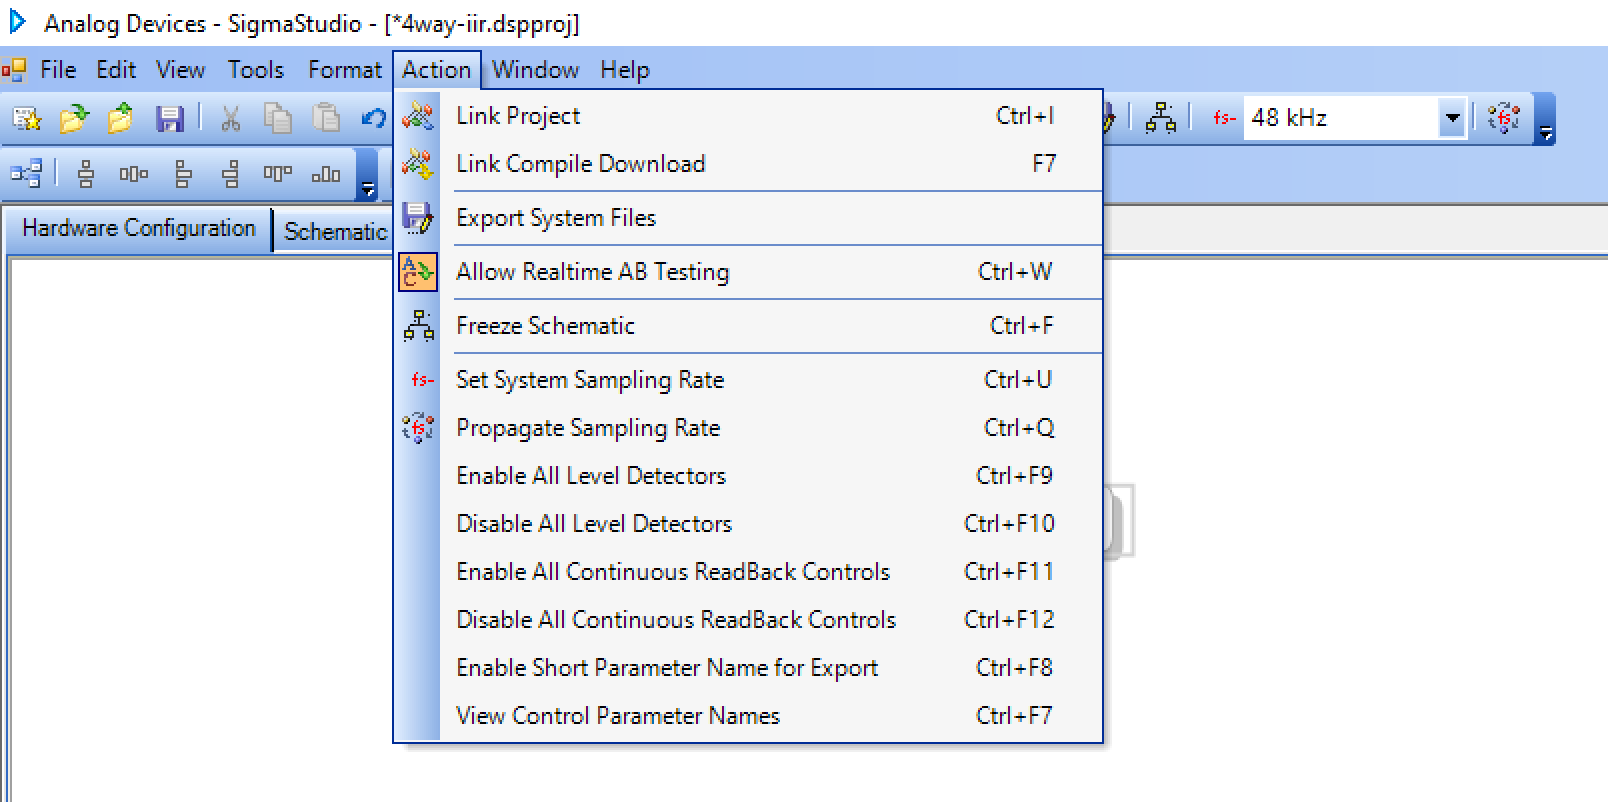 Analog Devices - SigmaStudio - [*4way-iir.dspproj]
File Edit View Tools Format Action Window Help
fs- 48 kHz fs
Hardware Configuration Schematic
Link Project Ctrl+I
Link Compile Download F7
Export System Files
Allow Realtime AB Testing Ctrl+W
Freeze Schematic Ctrl+F
fs- Set System Sampling Rate Ctrl+U
fs Propagate Sampling Rate Ctrl+Q
Enable All Level Detectors Ctrl+F9
Disable All Level Detectors Ctrl+F10
Enable All Continuous ReadBack Controls Ctrl+F11
Disable All Continuous ReadBack Controls Ctrl+F12
Enable Short Parameter Name for Export Ctrl+F8
View Control Parameter Names Ctrl+F7